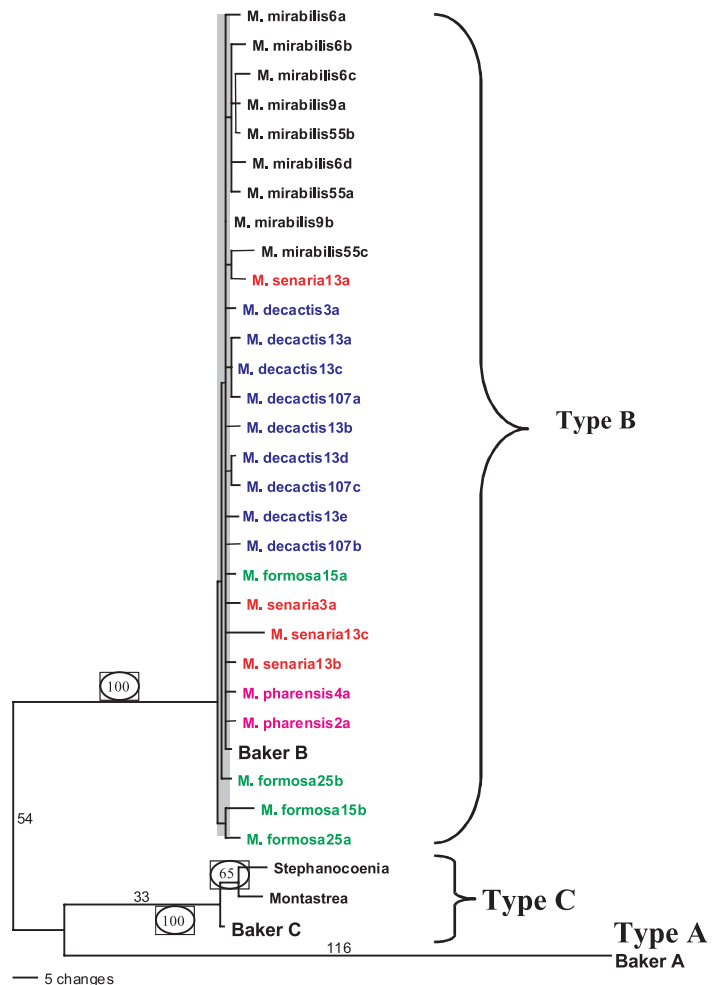 M. mirabilis6a
M. mirabilis6b
M. mirabilis6c
M. mirabilis9a
M. mirabilis55b
M. mirabilis6d
M. mirabilis55a
M. mirabilis9b
M. mirabilis55c
M. senaria13a
M. decactis3a
M. decactis13a
M. decactis13c
M. decactis107a
M. decactis13b
M. decactis13d
M. decactis107c
M. decactis13e
M. decactis107b
M. formosa15a
M. senaria3a
M. senaria13c
M. senaria13b
M. pharensis4a
M. pharensis2a
Baker B
M. formosa25b
M. formosa15b
M. formosa25a
Type B
100
54
Stephanocoenia
65
Montastrea
33
100
Baker C
Type C
Type A
116
Baker A
5 changes